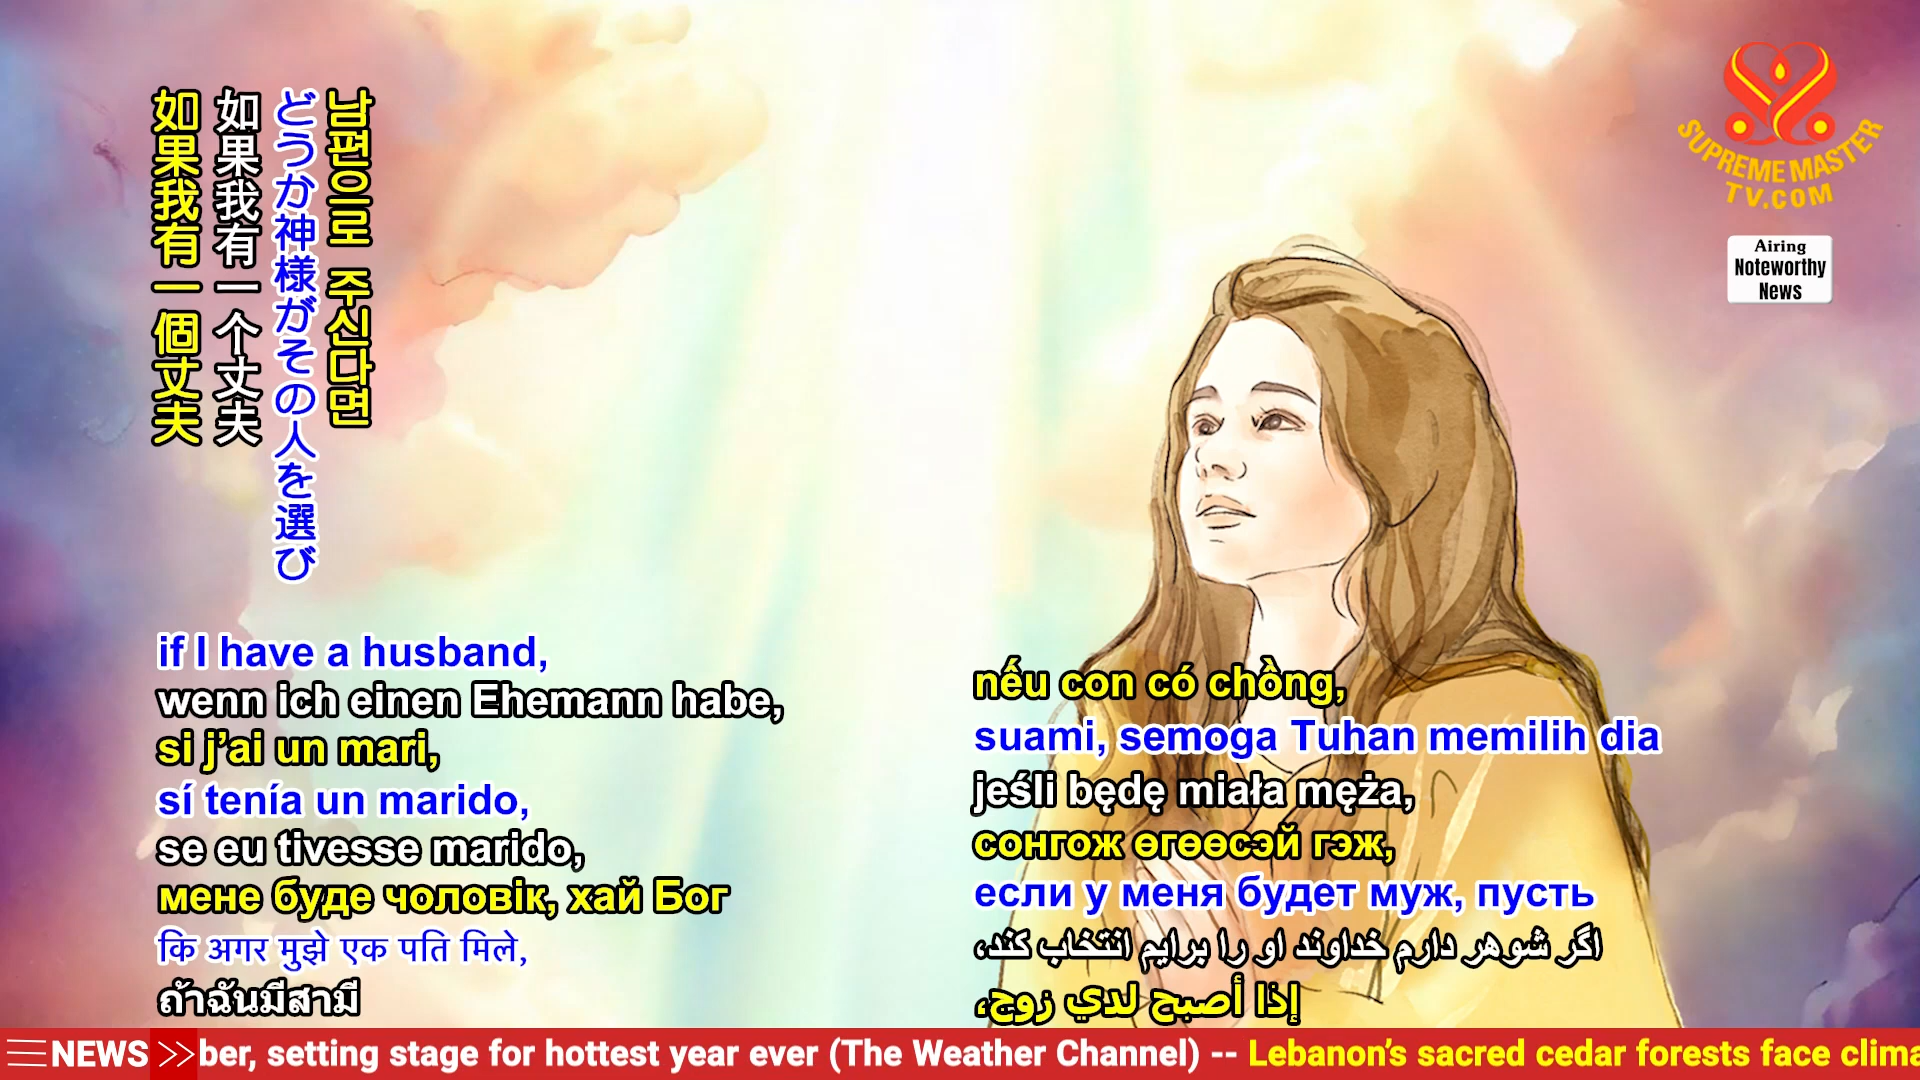 如果我有一個丈夫
如果我有一个丈夫
どうか神様がその人を選び
남편으로 주신다면
SUPREME MASTER
TV.COM
Airing
Noteworthy
News
if I have a husband,
wenn ich einen Ehemann habe,
si j’ai un mari,
sí tenía un marido,
se eu tivesse marido,
мене буде чоловік, хай Бог
कि अगर मुझे एक पति मिले,
ถ้าฉันมีสามี
nếu con có chồng,
suami, semoga Tuhan memilih dia
jeśli będę miała męża,
сонгож өгөөсэй гэж,
если у меня будет муж, пусть
اگر شوهر دارم خداوند او را برایم انتخاب کند،
إذا أصبح لدي زوج،
NEWS ber, setting stage for hottest year ever (The Weather Channel) -- Lebanon’s sacred cedar forests face clima